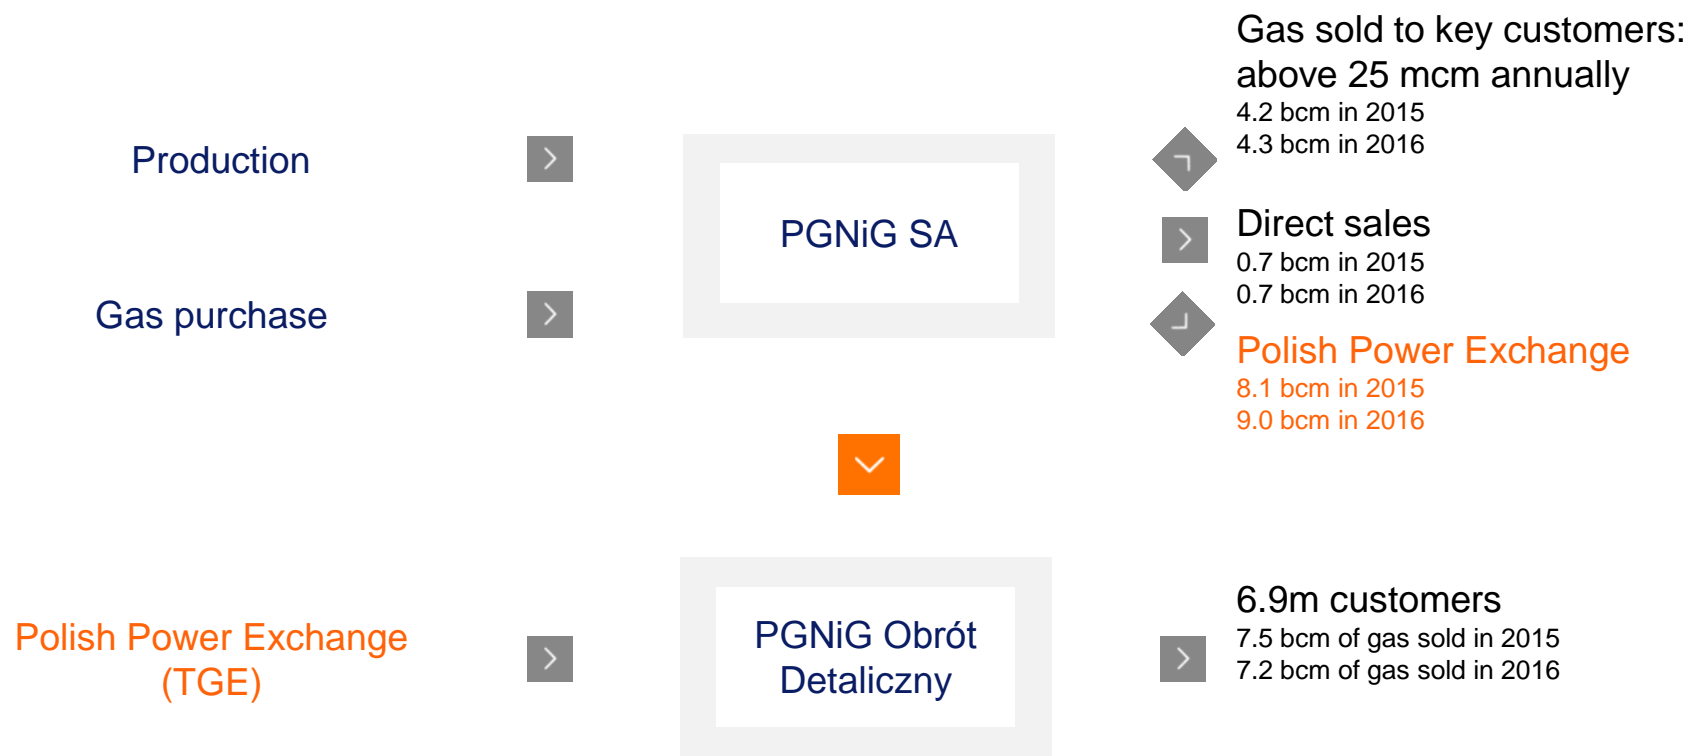 Gas sold to key customers:
above 25 mcm annually
4.2 bcm in 2015
4.3 bcm in 2016
Production
PGNiG SA
Direct sales
0.7 bcm in 2015
0.7 bcm in 2016
Gas purchase
Polish Power Exchange
8.1 bcm in 2015
9.0 bcm in 2016
Polish Power Exchange
(TGE)
PGNiG Obrót
Detaliczny
6.9m customers
7.5 bcm of gas sold in 2015
7.2 bcm of gas sold in 2016